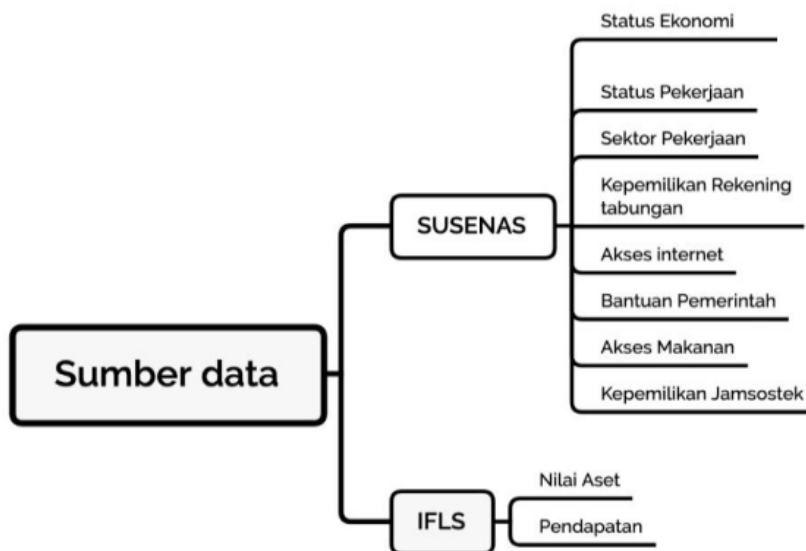 Sumber data
SUSENAS
Status Ekonomi
Status Pekerjaan
Sektor Pekerjaan
Kepemilikan Rekening
tabungan
Akses internet
Bantuan Pemerintah
Akses Makanan
Kepemilikan Jamsostek
IFLS
Nilai Aset
Pendapatan